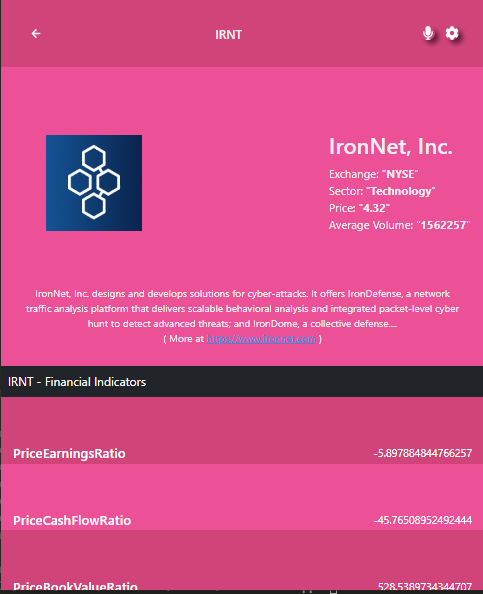 IRNT
IronNet, Inc.
Exchange: "NYSE"
Sector: "Technology"
Price: "4.32"
Average Volume: "1562257"
IronNet, Inc. designs and develops solutions for cyber-attacks. It offers IronDefense, a network
traffic analysis platform that delivers scalable behavioral analysis and integrated packet-level cyber
hunt to detect advanced threats; and IronDome, a collective defense....
( More at https://www.ironnet.com )
IRNT - Financial Indicators
PriceEarningsRatio -5.897884844766257
PriceCashFlowRatio -45.76508952492444
PriceBookValueRatio 528.5389734344707